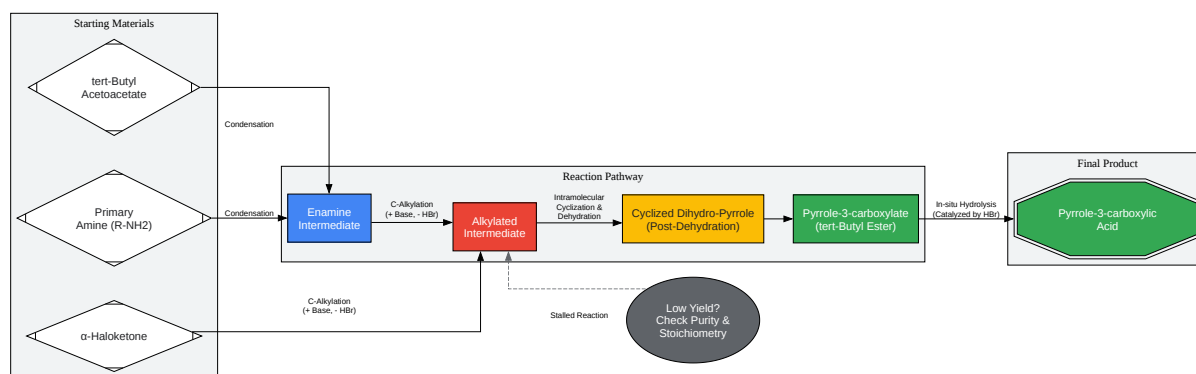 Starting Materials
tert-Butyl
Acetoacetate
Condensation
Primary
Amine (R-NH2)
Condensation
α-Haloketone
C-Alkylation
(+ Base, - HBr)
Reaction Pathway
Enamine
Intermediate
C-Alkylation
(+ Base, - HBr)
Alkylated
Intermediate
Intramolecular
Cyclization &
Dehydration
Cyclized Dihydro-Pyrrole
(Post-Dehydration)
Pyrrole-3-carboxylate
(tert-Butyl Ester)
In-situ Hydrolysis
(Catalyzed by HBr)
Final Product
Pyrrole-3-carboxylic
Acid
Stalled Reaction
Low Yield?
Check Purity &
Stoichiometry